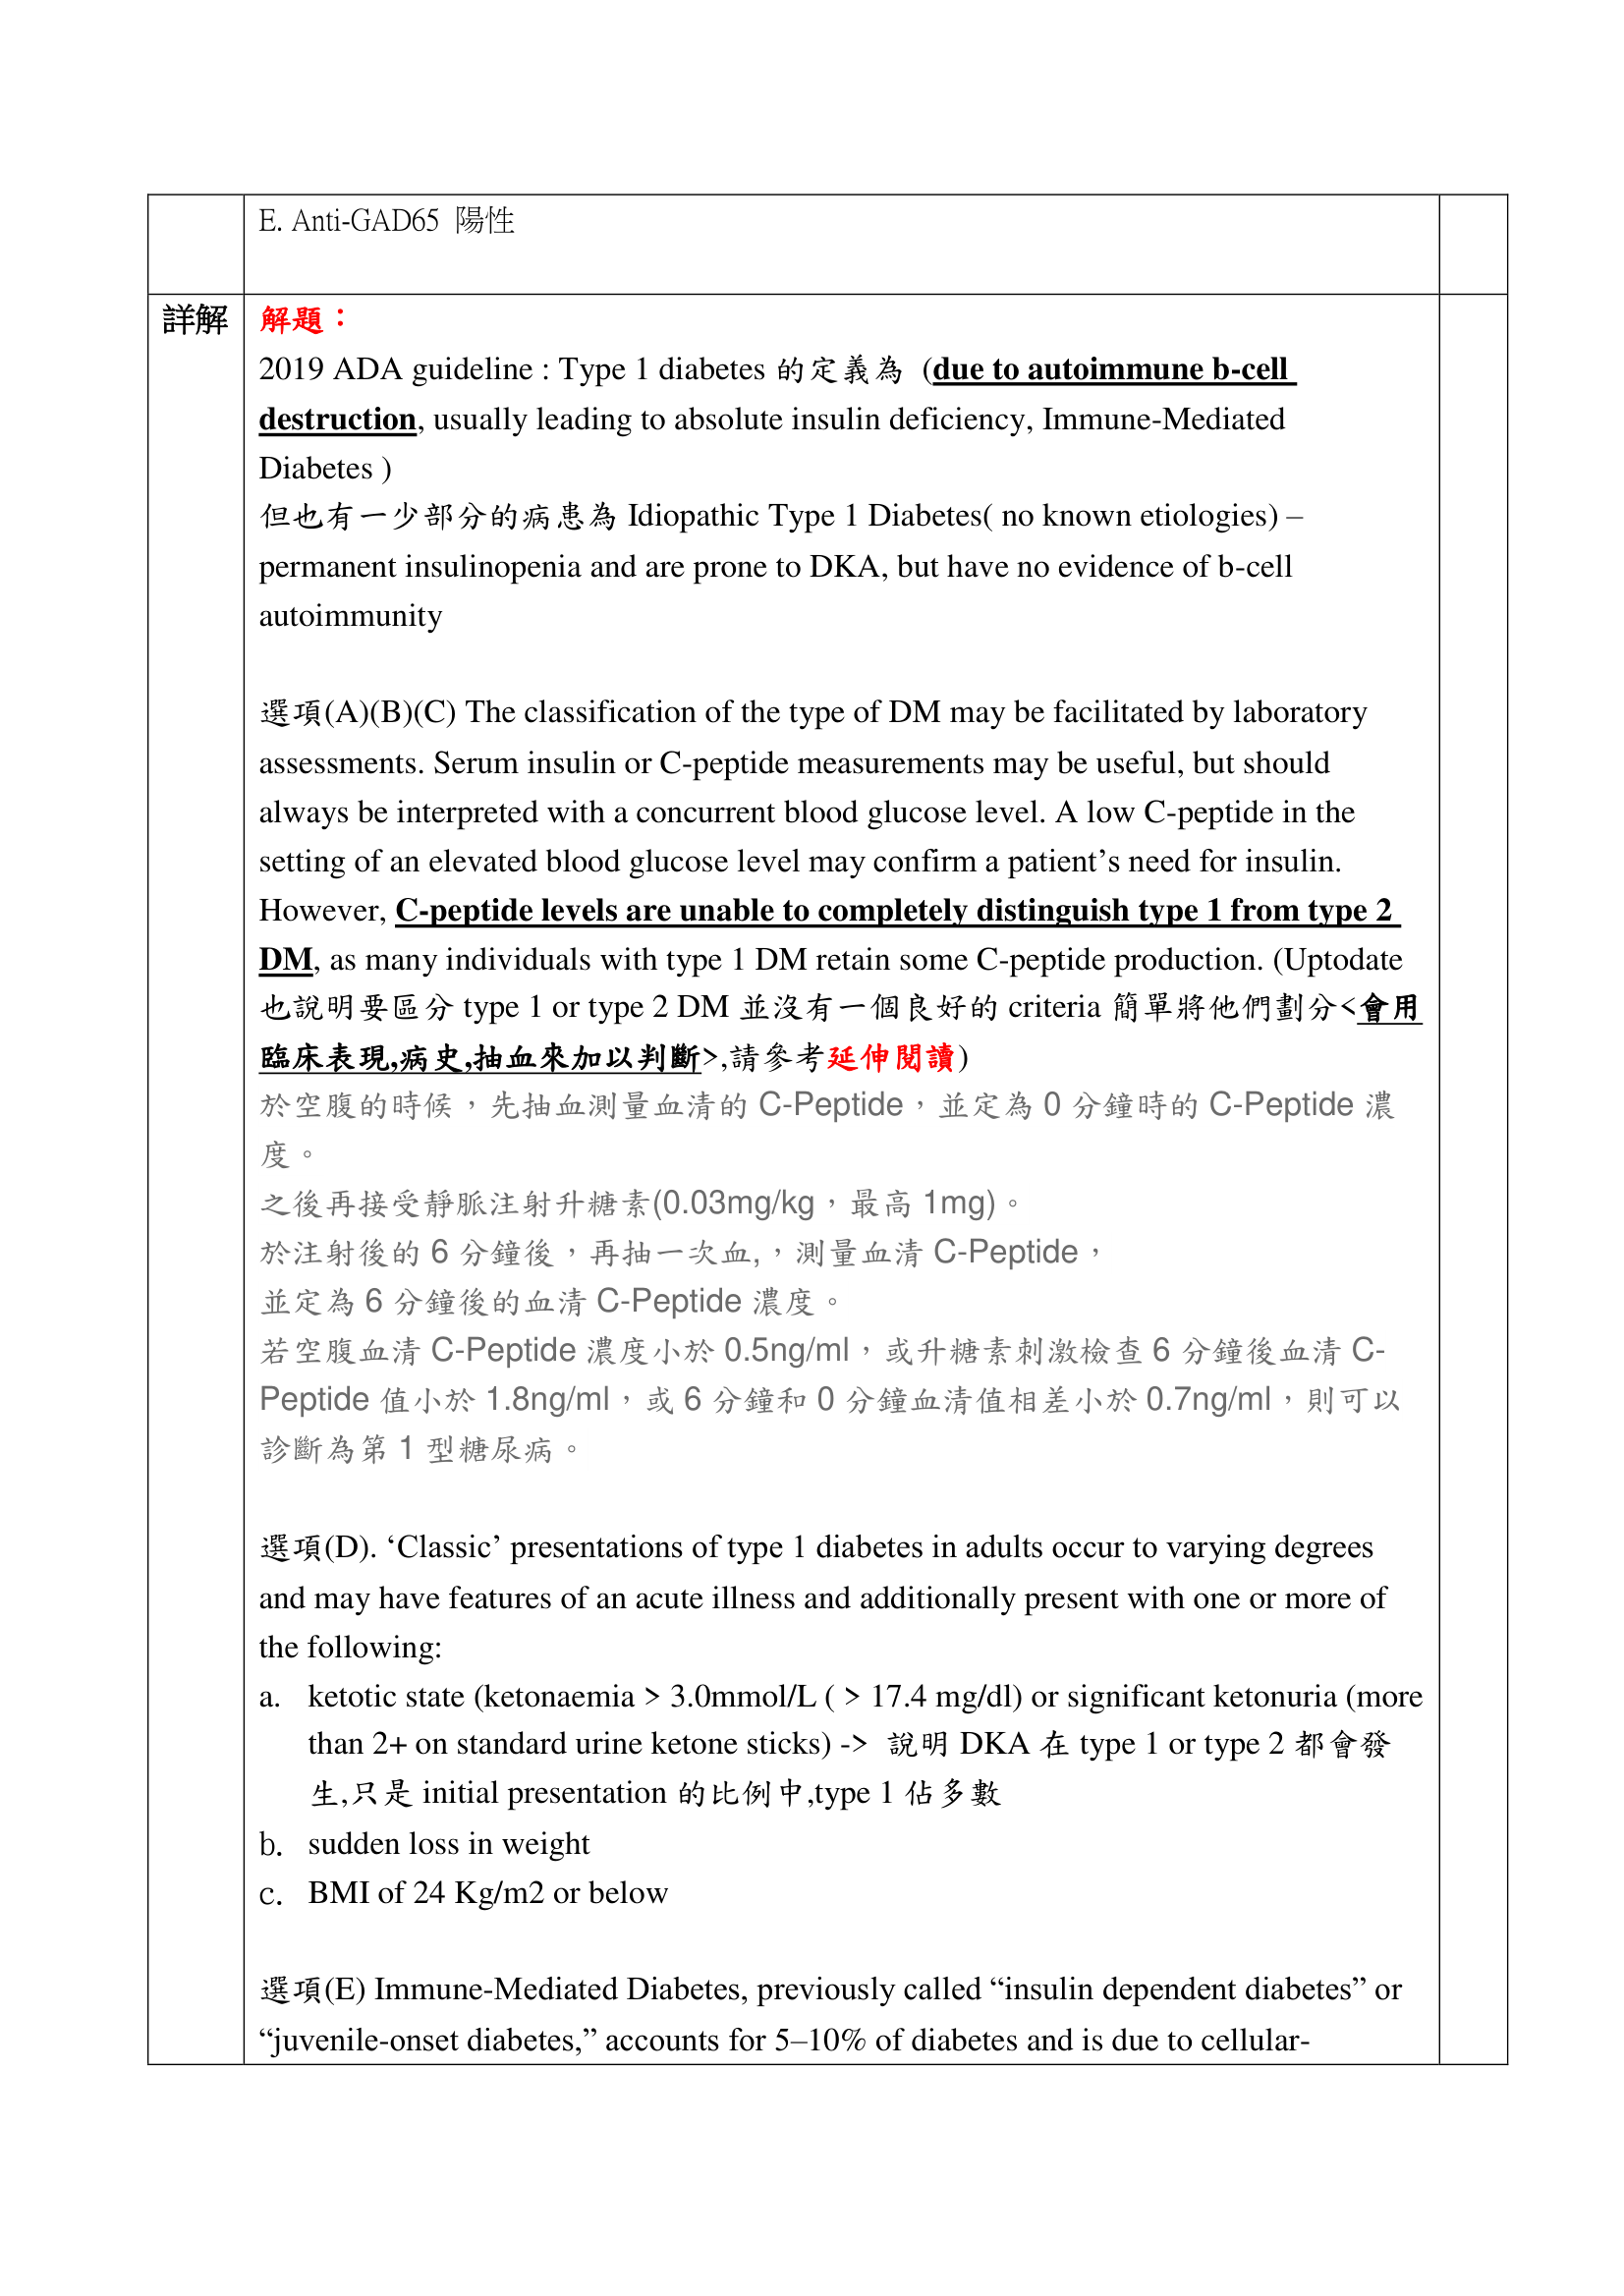 E. Anti-GAD65 陽性
詳解
解題：
2019 ADA guideline : Type 1 diabetes 的定義為 (due to autoimmune b-cell
destruction, usually leading to absolute insulin deficiency, Immune-Mediated
Diabetes )
但也有一少部分的病患為 Idiopathic Type 1 Diabetes( no known etiologies) –
permanent insulinopenia and are prone to DKA, but have no evidence of b-cell
autoimmunity
選項(A)(B)(C) The classification of the type of DM may be facilitated by laboratory
assessments. Serum insulin or C-peptide measurements may be useful, but should
always be interpreted with a concurrent blood glucose level. A low C-peptide in the
setting of an elevated blood glucose level may confirm a patient’s need for insulin.
However, C-peptide levels are unable to completely distinguish type 1 from type 2
DM, as many individuals with type 1 DM retain some C-peptide production. (Uptodate
也說明要區分 type 1 or type 2 DM 並沒有一個良好的 criteria 簡單將他們劃分<會用
臨床表現,病史,抽血來加以判斷>,請參考延伸閱讀)
於空腹的時候，先抽血測量血清的 C-Peptide，並定為 0 分鐘時的 C-Peptide 濃
度。
之後再接受靜脈注射升糖素(0.03mg/kg，最高 1mg)。
於注射後的 6 分鐘後，再抽一次血,，測量血清 C-Peptide，
並定為 6 分鐘後的血清 C-Peptide 濃度。
若空腹血清 C-Peptide 濃度小於 0.5ng/ml，或升糖素刺激檢查 6 分鐘後血清 C-
Peptide 值小於 1.8ng/ml，或 6 分鐘和 0 分鐘血清值相差小於 0.7ng/ml，則可以
診斷為第 1 型糖尿病。
選項(D). ‘Classic’ presentations of type 1 diabetes in adults occur to varying degrees
and may have features of an acute illness and additionally present with one or more of
the following:
a. ketotic state (ketonaemia > 3.0mmol/L ( > 17.4 mg/dl) or significant ketonuria (more
than 2+ on standard urine ketone sticks) -> 說明 DKA 在 type 1 or type 2 都會發
生,只是 initial presentation 的比例中,type 1 佔多數
b. sudden loss in weight
c. BMI of 24 Kg/m2 or below
選項(E) Immune-Mediated Diabetes, previously called “insulin dependent diabetes” or
“juvenile-onset diabetes,” accounts for 5–10% of diabetes and is due to cellular-